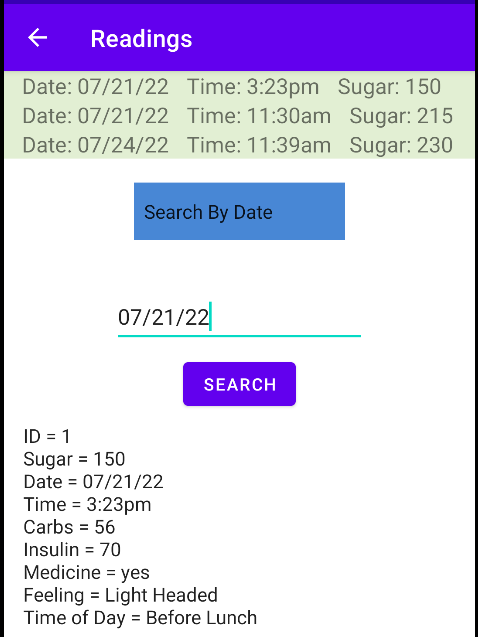 Readings
Date: 07/21/22 Time: 3:23pm Sugar: 150
Date: 07/21/22 Time: 11:30am Sugar: 215
Date: 07/24/22 Time: 11:39am Sugar: 230
Search By Date
07/21/22
SEARCH
ID = 1
Sugar = 150
Date = 07/21/22
Time = 3:23pm
Carbs = 56
Insulin = 70
Medicine = yes
Feeling = Light Headed
Time of Day = Before Lunch